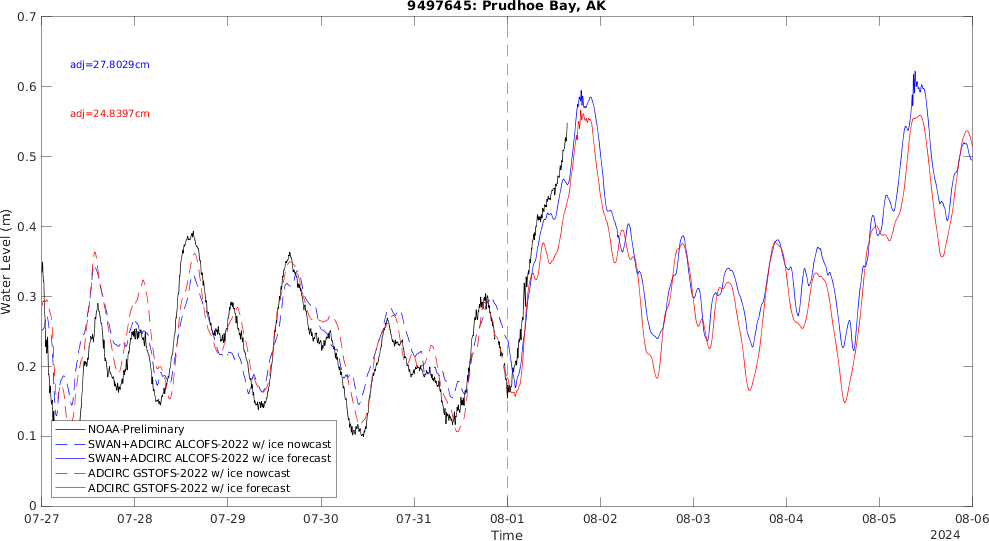 9497645: Prudhoe Bay, AK
0.7
0.6
0.5
0.4
0.3
0.2
0.1
0
Water Level (m)
adj=27.8029cm
adj=24.8397cm
NOAA-Preliminary
SWAN+ADCIRC ALCOFS-2022 w/ ice nowcast
SWAN+ADCIRC ALCOFS-2022 w/ ice forecast
ADCIRC GSTOFS-2022 w/ ice nowcast
ADCIRC GSTOFS-2022 w/ ice forecast
07-27 07-28 07-29 07-30 07-31 08-01 08-02 08-03 08-04 08-05 08-06
Time
2024